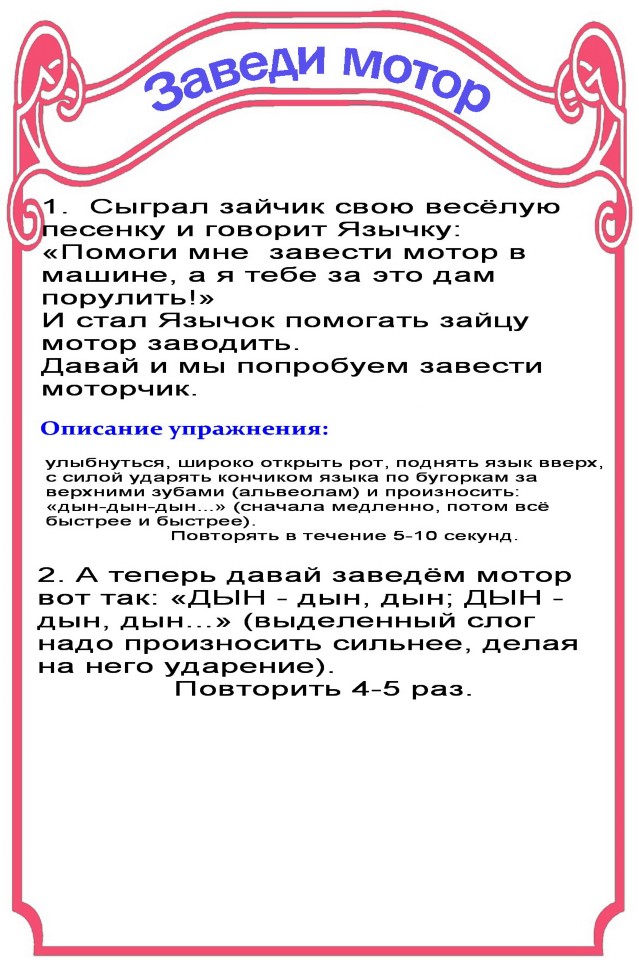 Заведи мотор
1. Сыграл зайчик свою весёлую
песенку и говорит Язычку:
«Помоги мне завести мотор в
машине, а я тебе за это дам
порулить!»
И стал Язычок помогать зайцу
мотор заводить.
Давай и мы попробуем завести
моторчик.
Описание упражнения:
улыбнуться, широко открыть рот, поднять язык вверх,
с силой ударять кончиком языка по бугоркам за
верхними зубами (альвеолам) и произносить:
«дын-дын-дын...» (сначала медленно, потом всё
быстрее и быстрее).
Повторять в течение 5-10 секунд.
2. А теперь давай заведём мотор
вот так: «ДЫН – дын, дын; ДЫН –
дын, дын...» (выделенный слог
надо произносить сильнее, делая
на него ударение).
Повторить 4-5 раз.